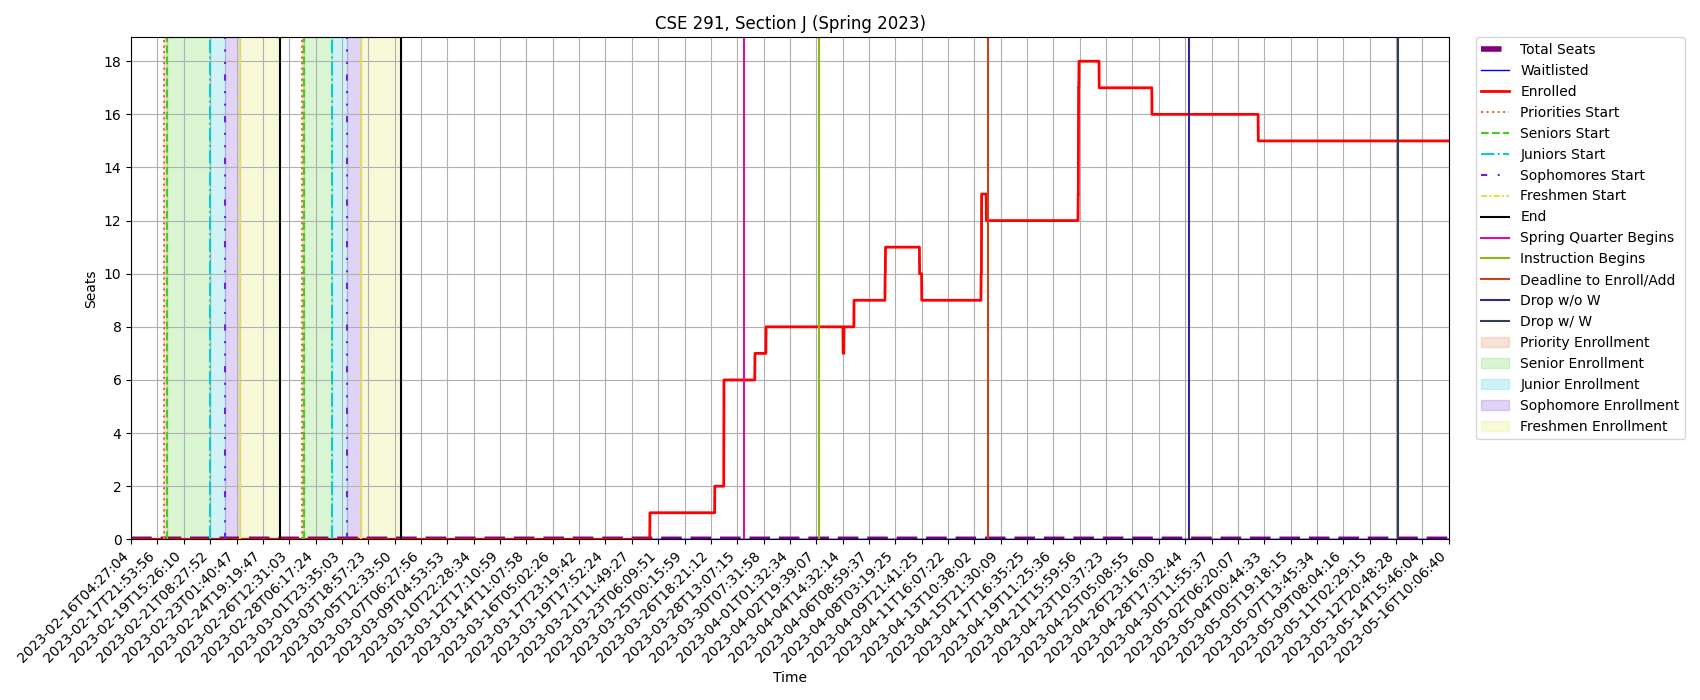 CSE 291, Section J (Spring 2023)
Seats
18
16
14
12
10
8
6
4
2
0
2023-02-16T04:27:04
2023-02-17T21:53:56
2023-02-19T15:26:10
2023-02-21T08:27:52
2023-02-23T01:40:47
2023-02-24T19:19:47
2023-02-26T12:31:03
2023-02-28T06:17:24
2023-03-01T23:35:03
2023-03-03T18:57:23
2023-03-05T12:33:50
2023-03-07T06:27:56
2023-03-09T04:53:53
2023-03-10T22:28:34
2023-03-12T17:10:59
2023-03-14T11:07:58
2023-03-16T05:02:26
2023-03-17T23:19:42
2023-03-19T17:52:24
2023-03-21T11:49:27
2023-03-23T06:09:51
2023-03-25T00:15:59
2023-03-26T18:21:12
2023-03-28T13:07:15
2023-03-30T07:31:58
2023-04-01T01:32:34
2023-04-02T19:39:07
2023-04-04T14:32:14
2023-04-06T08:59:37
2023-04-08T03:19:25
2023-04-09T21:41:25
2023-04-11T16:07:22
2023-04-13T10:38:02
2023-04-15T21:30:09
2023-04-17T16:35:25
2023-04-19T11:25:36
2023-04-21T15:59:56
2023-04-23T10:37:23
2023-04-25T05:08:55
2023-04-26T23:16:00
2023-04-28T17:32:44
2023-04-30T11:55:37
2023-05-02T06:20:07
2023-05-04T00:44:33
2023-05-05T19:18:15
2023-05-07T13:45:34
2023-05-09T08:04:16
2023-05-11T02:29:15
2023-05-12T20:48:28
2023-05-14T15:46:04
2023-05-16T10:06:40
Time
Total Seats
Waitlisted
Enrolled
Priorities Start
Seniors Start
Juniors Start
Sophomores Start
Freshmen Start
End
Spring Quarter Begins
Instruction Begins
Deadline to Enroll/Add
Drop w/o W
Drop w/ W
Priority Enrollment
Senior Enrollment
Junior Enrollment
Sophomore Enrollment
Freshmen Enrollment